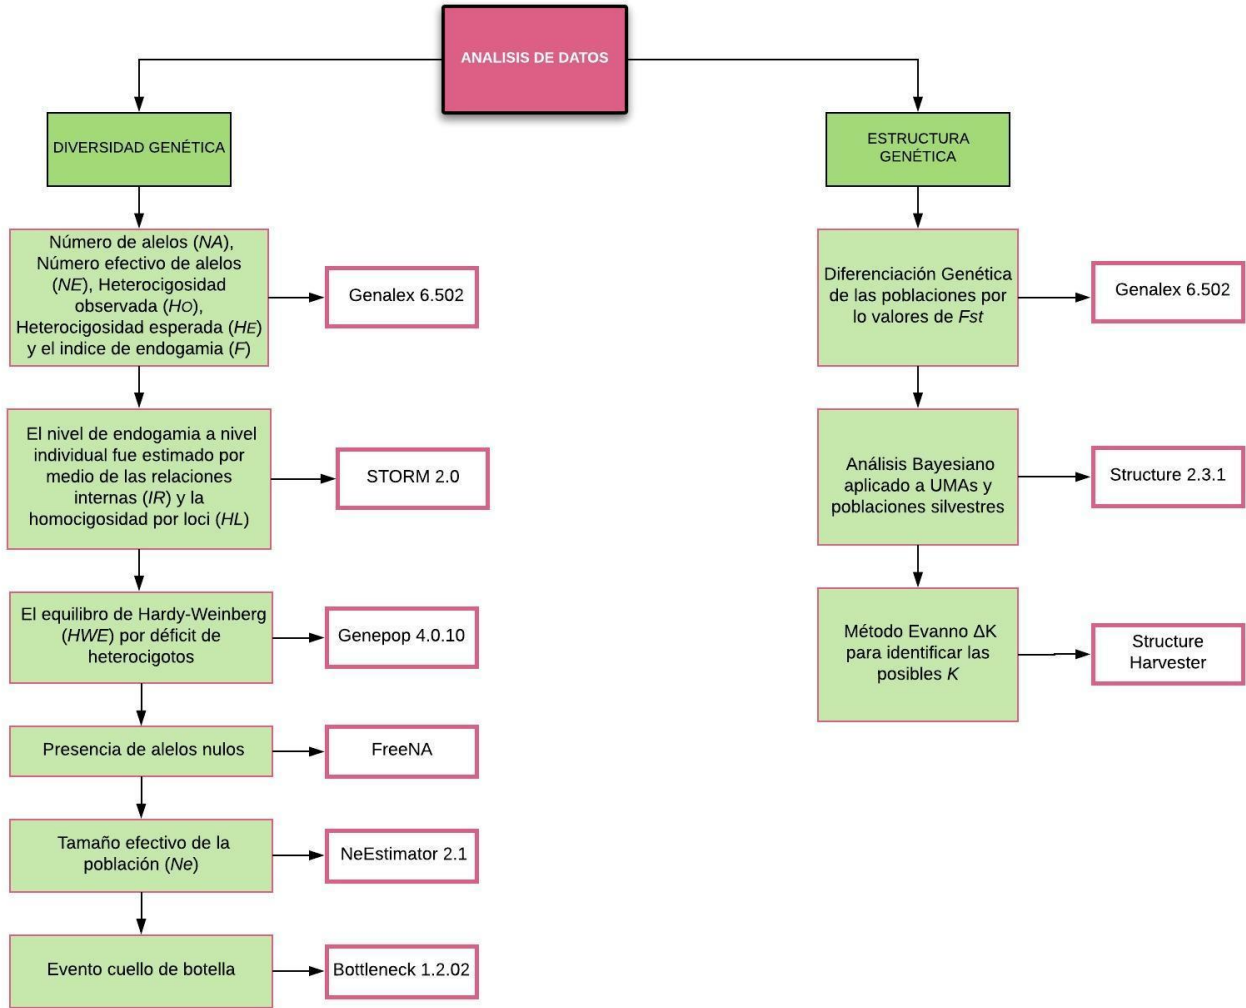 ANALISIS DE DATOS
DIVERSIDAD GENÉTICA
Número de alelos (NA),
Número efectivo de alelos
(NE), Heterocigosidad
observada (HO),
Heterocigosidad esperada (HE)
y el indice de endogamia (F)
Genalex 6.502
El nivel de endogamia a nivel
individual fue estimado por
medio de las relaciones
internas (IR) y la
homocigosidad por loci (HL)
STORM 2.0
El equilibro de Hardy-Weinberg
(HWE) por déficit de
heterocigotos
Genepop 4.0.10
Presencia de alelos nulos
FreeNA
Tamaño efectivo de la
población (Ne)
NeEstimator 2.1
Evento cuello de botella
Bottleneck 1.2.02
ESTRUCTURA
GENÉTICA
Diferenciación Genética
de las poblaciones por
lo valores de Fst
Genalex 6.502
Análisis Bayesiano
aplicado a UMAs y
poblaciones silvestres
Structure 2.3.1
Método Evanno ΔK
para identificar las
posibles K
Structure
Harvester